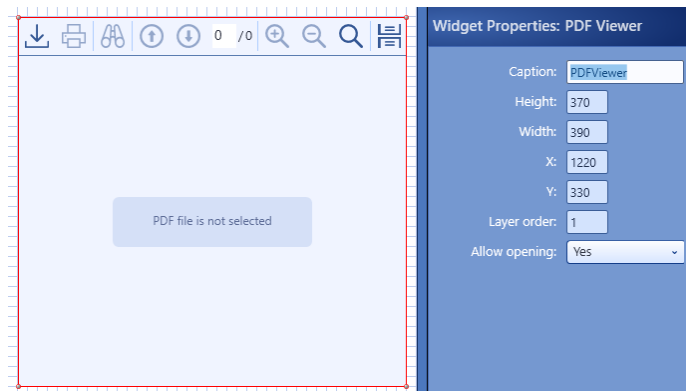 0 /0
PDF file is not selected
Widget Properties: PDF Viewer
Caption: PDFViewer
Height: 370
Width: 390
X: 1220
Y: 330
Layer order: 1
Allow opening: Yes